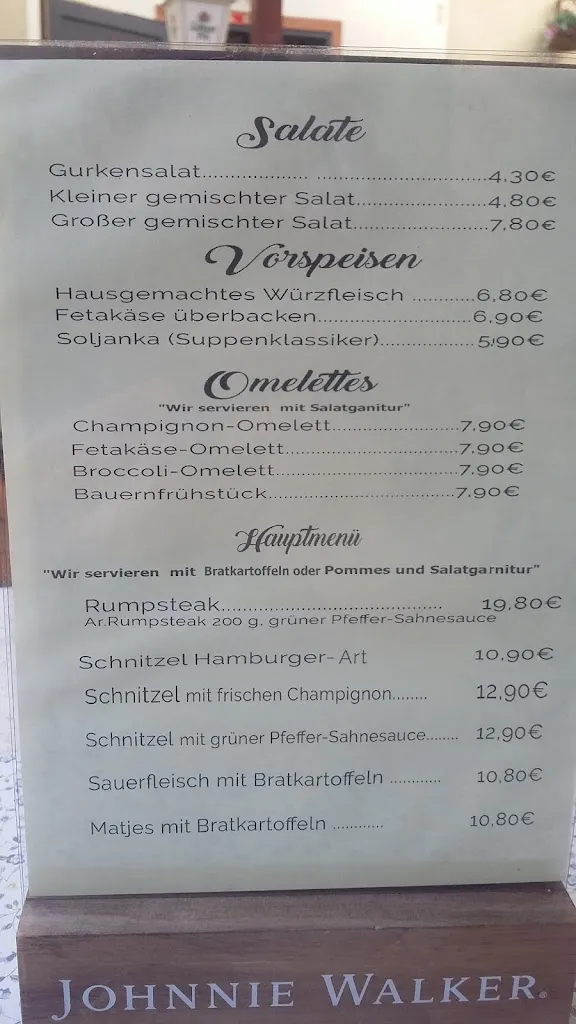 Salate
Gurkensalat.................. ................................4,30€
Kleiner gemischter Salat.........................4,80€
Großer gemischter Salat..........................7,80€
Vorspeisen
Hausgemachtes Würzfleisch ...........6,80€
Fetakäse überbacken..........................6,90€
Soljanka (Suppenklassiker)................5,90€
Omelettes
"Wir servieren mit Salatganitur"
Champignon-Omelett......................7,90€
Fetakäse-Omelett..............................7,90€
Broccoli-Omelett...............................7,90€
Bauernfrühstück................................7,90€
Hauptmenü
"Wir servieren mit Bratkartoffeln oder Pommes und Salatgarnitur"
Rumpsteak....................................... 19,80€
Ar.Rumpsteak 200 g, grüner Pfeffer-Sahnesauce
Schnitzel Hamburger-Art 10,90€
Schnitzel mit frischen Champignon........ 12,90€
Schnitzel mit grüner Pfeffer-Sahnesauce........ 12,90€
Sauerfleisch mit Bratkartoffeln ............ 10,80€
Matjes mit Bratkartoffeln ............ 10,80€
JOHNNIE WALKER.